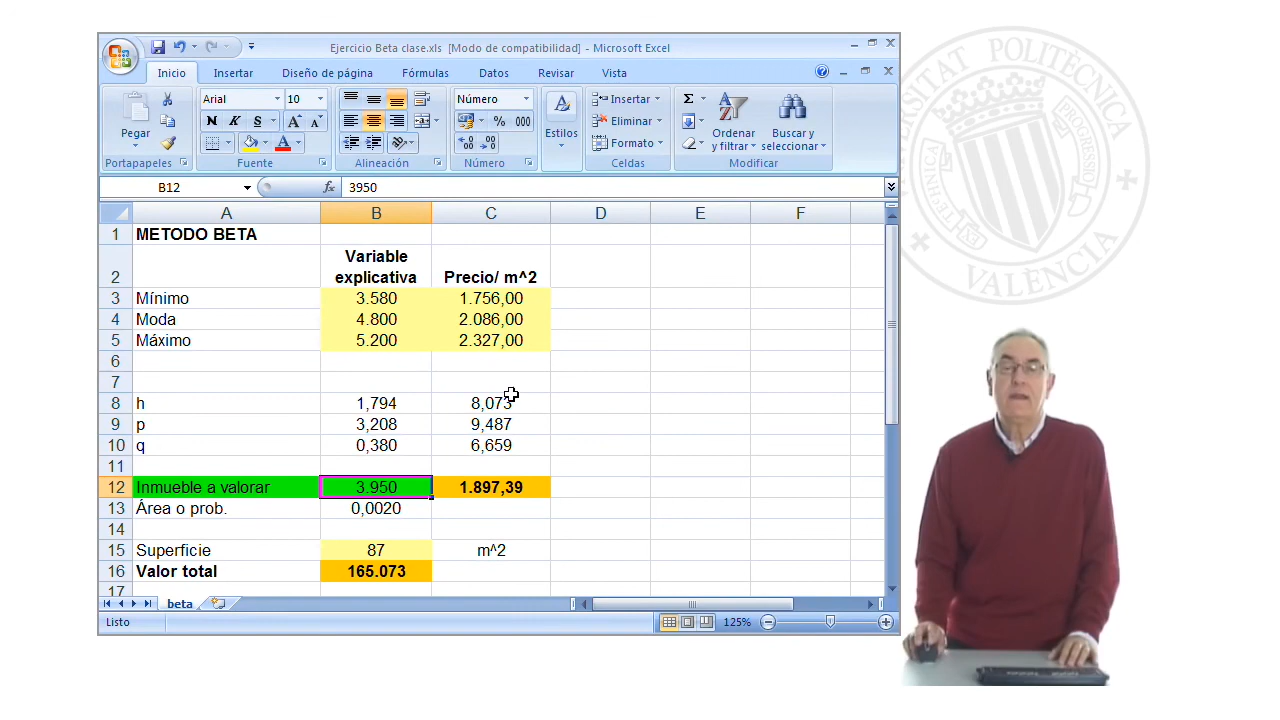 Ejercicio Beta clase.xls [Modo de compatibilidad] - Microsoft Excel
Inicio Insertar Diseño de página Fórmulas Datos Revisar Vista
Arial 10 Número Insertar Σ
Pegar N K S % 000 Estilos Eliminar Ordenar y filtrar Buscar y seleccionar
Formato
Portapapeles Fuente Alineación Número Celdas Modificar
B12 fx 3950
A B C D E F
1 METODO BETA
2 Variable explicativa Precio/ m^2
3 Mínimo 3.580 1.756,00
4 Moda 4.800 2.086,00
5 Máximo 5.200 2.327,00
6
7
8 h 1,794 8,073
9 p 3,208 9,487
10 q 0,380 6,659
11
12 Inmueble a valorar 3.950 1.897,39
13 Área o prob. 0,0020
14
15 Superficie 87 m^2
16 Valor total 165.073
17
beta
Listo 125%
UNIVERSITAT POLITÈCNICA
DE VALÈNCIA